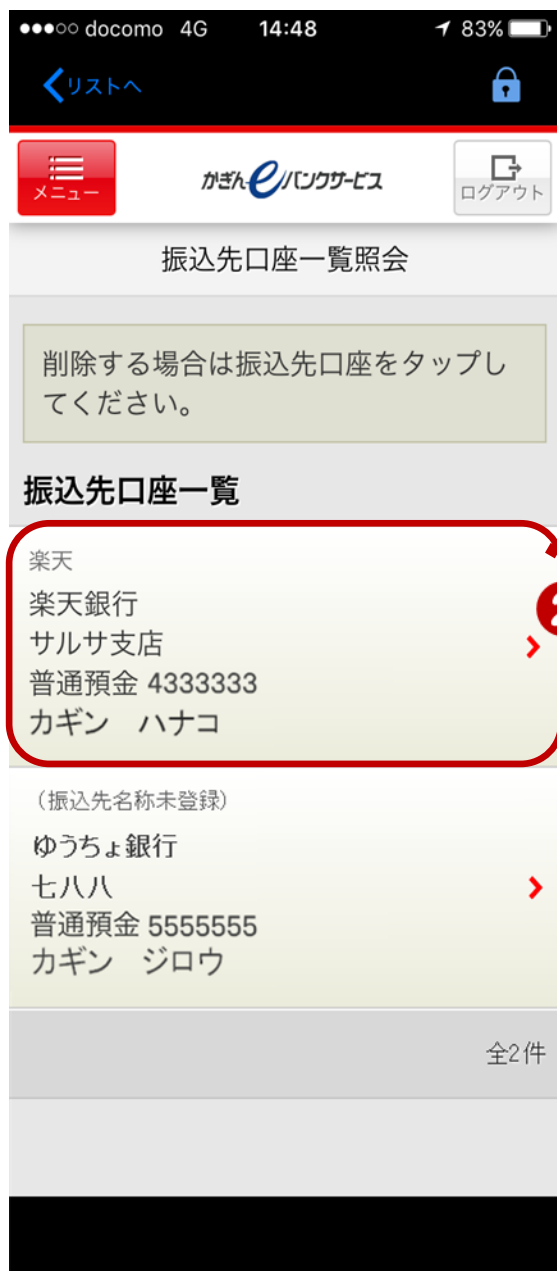 docomo 4G 14:48 83%
リストへ
メニュー
かぎんeバンクサービス
ログアウト
振込先口座一覧照会
削除する場合は振込先口座をタップし
てください。
振込先口座一覧
楽天
楽天銀行
サルサ支店
普通預金 4333333
カギン ハナコ
(振込先名称未登録)
ゆうちょ銀行
七八八
普通預金 5555555
カギン ジロウ
全2件